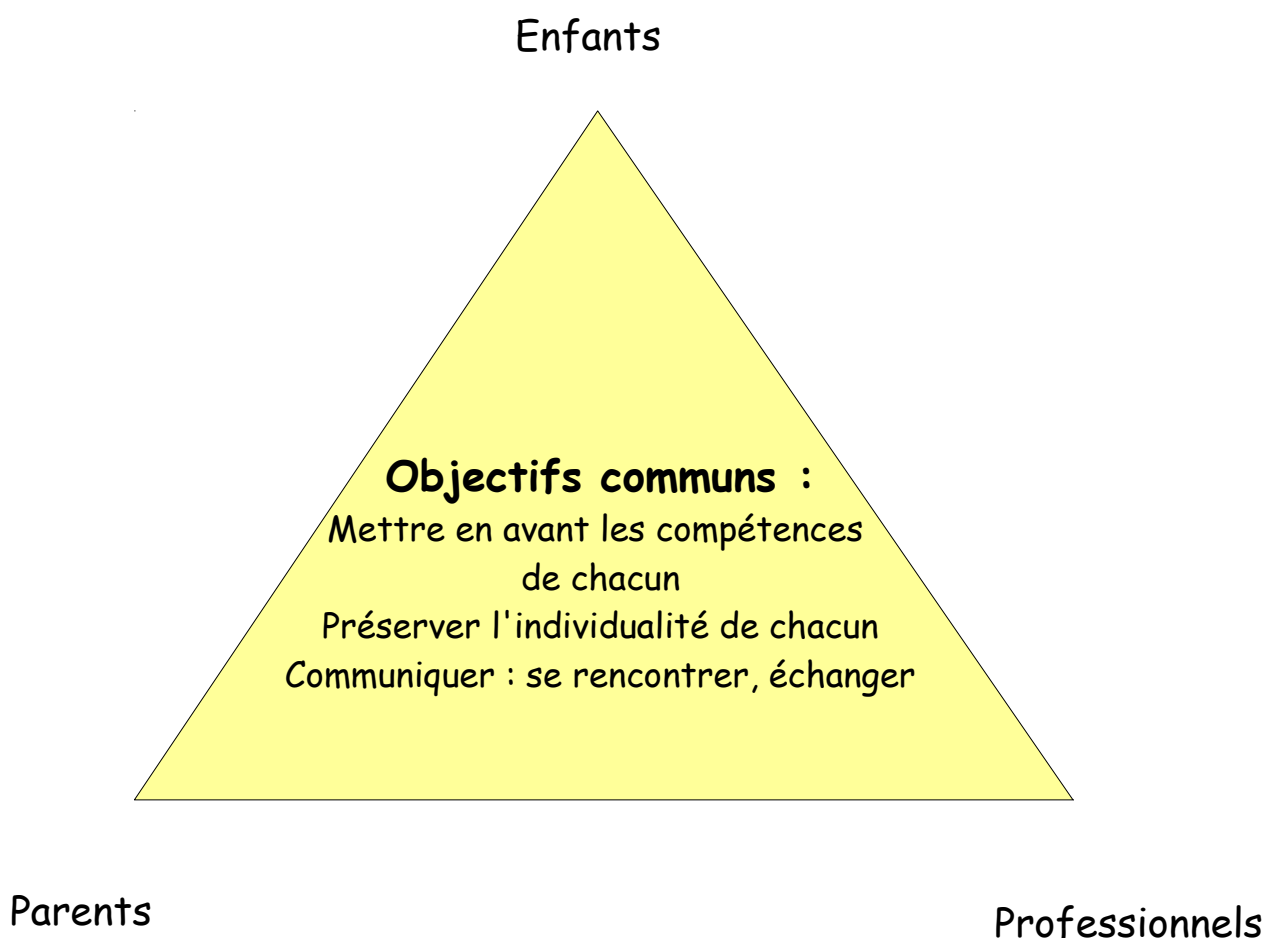 Enfants
Objectifs communs :
Mettre en avant les compétences
de chacun
Préserver l'individualité de chacun
Communiquer : se rencontrer, échanger
Parents
Professionnels